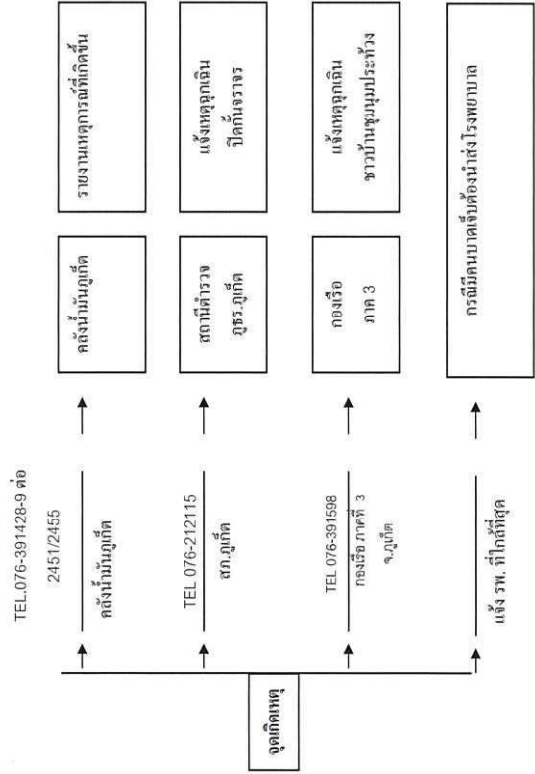 จุดเกิดเหตุ
TEL.076-391428-9 ต่อ
2451/2455
คลังน้ำมันภูเก็ต
คลังน้ำมันภูเก็ต
รายงานเหตุการณ์ที่เกิดขึ้น
TEL 076-212115
สภ.ภูเก็ต
สถานีตำรวจ
ภูธร.ภูเก็ต
แจ้งเหตุฉุกเฉิน
ปิดกั้นจราจร
TEL 076-391598
กองเรือ ภาคที่ 3
จ.ภูเก็ต
กองเรือ
ภาค 3
แจ้งเหตุฉุกเฉิน
ชาวบ้านชุมนุมประท้วง
แจ้ง รพ. ที่ใกล้ที่สุด
กรณีมีคนบาดเจ็บต้องนำส่งโรงพยาบาล